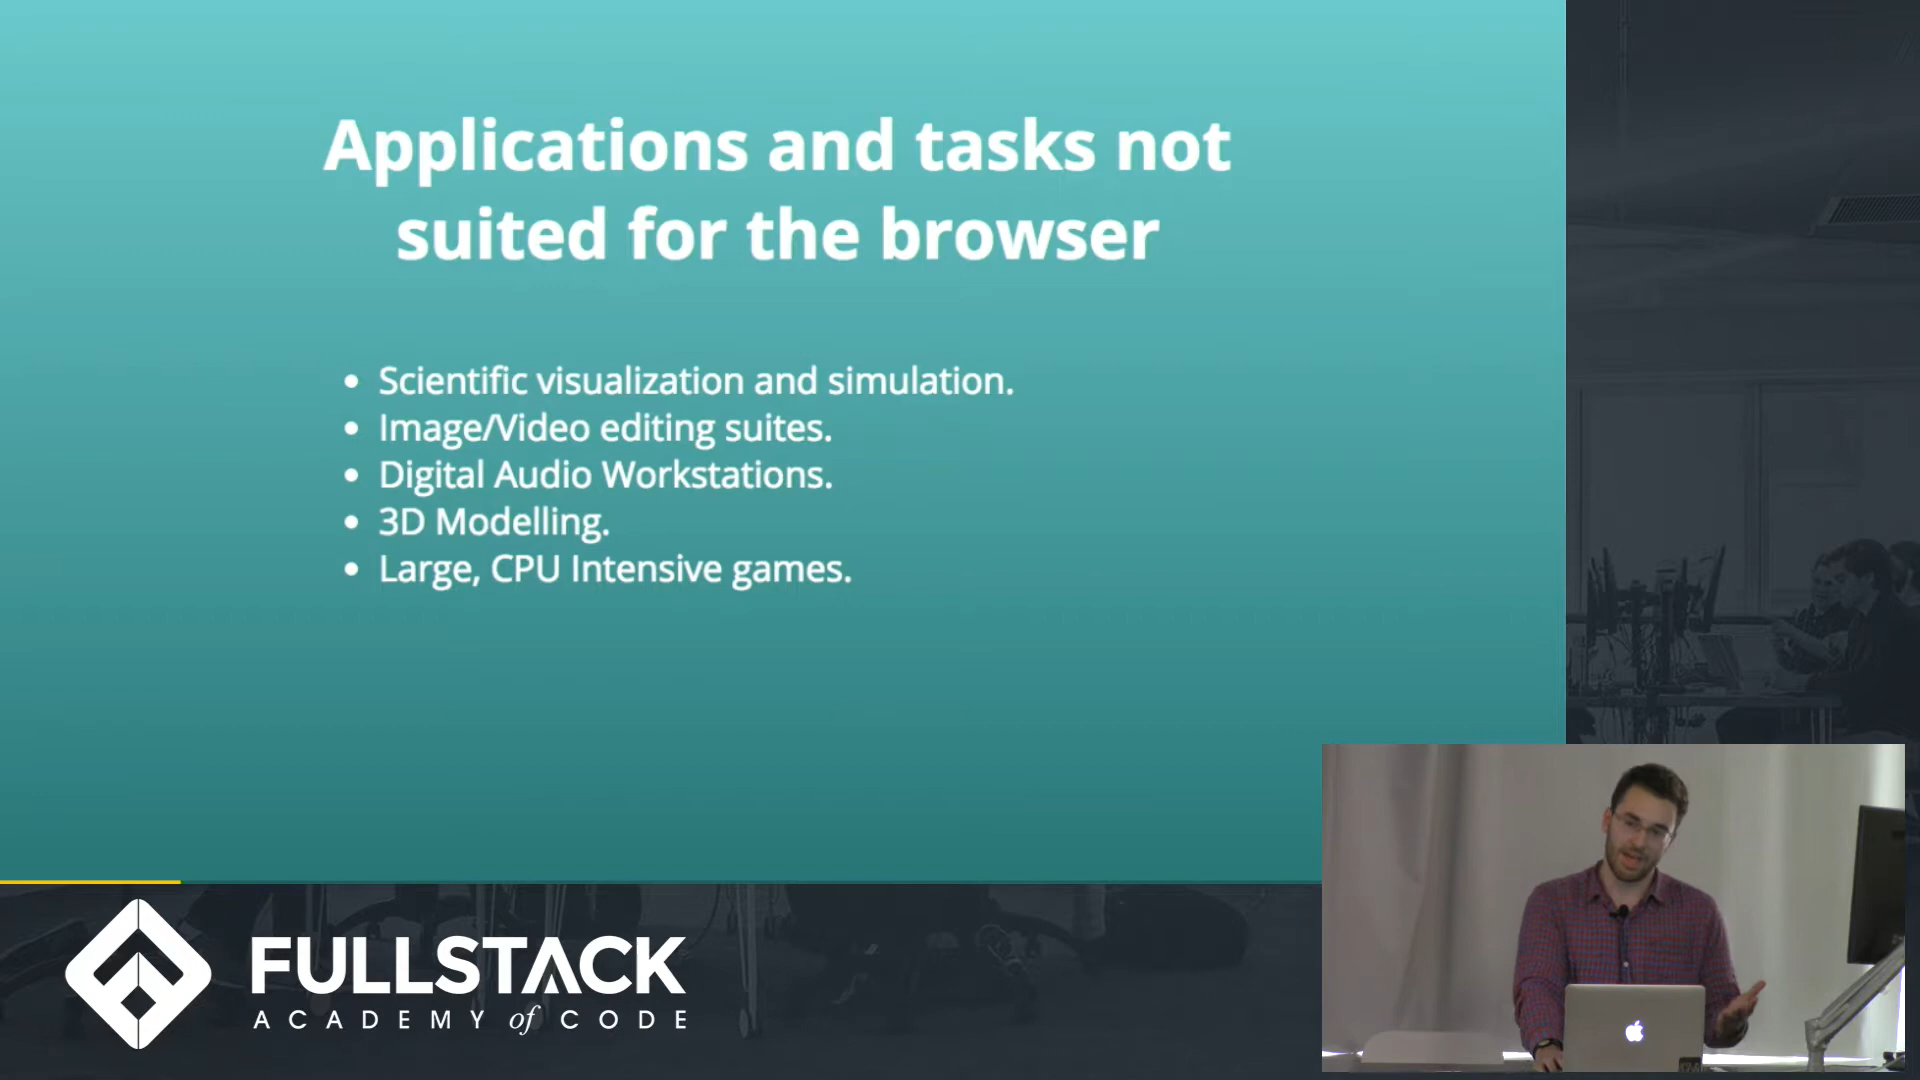 Applications and tasks not
suited for the browser
• Scientific visualization and simulation.
• Image/Video editing suites.
• Digital Audio Workstations.
• 3D Modelling.
• Large, CPU Intensive games.
FULLSTACK
ACADEMY of CODE